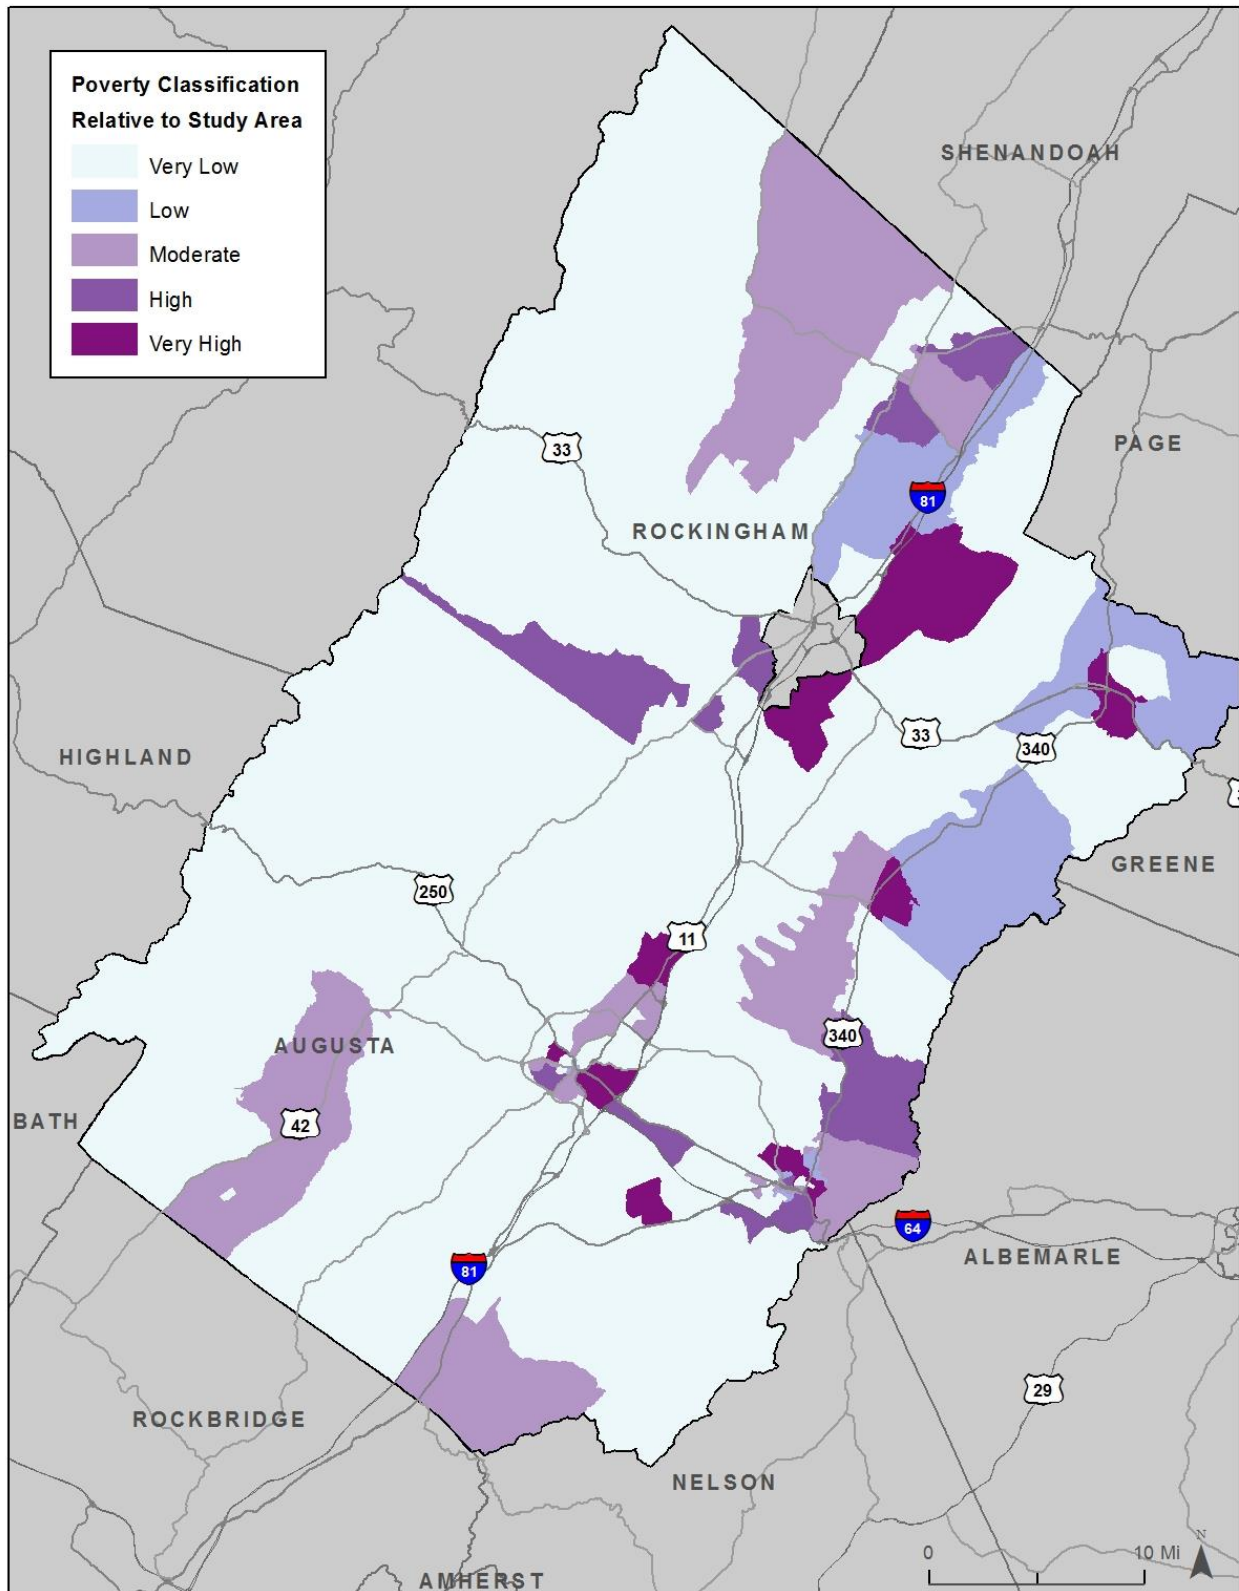 Poverty Classification
Relative to Study Area
Very Low
Low
Moderate
High
Very High
SHENANDOAH
PAGE
33
81
ROCKINGHAM
HIGHLAND
33
340
GREENE
250
11
340
AUGUSTA
BATH
42
64
ALBEMARLE
81
29
ROCKBRIDGE
NELSON
AMHERST
0
10 Mi
N